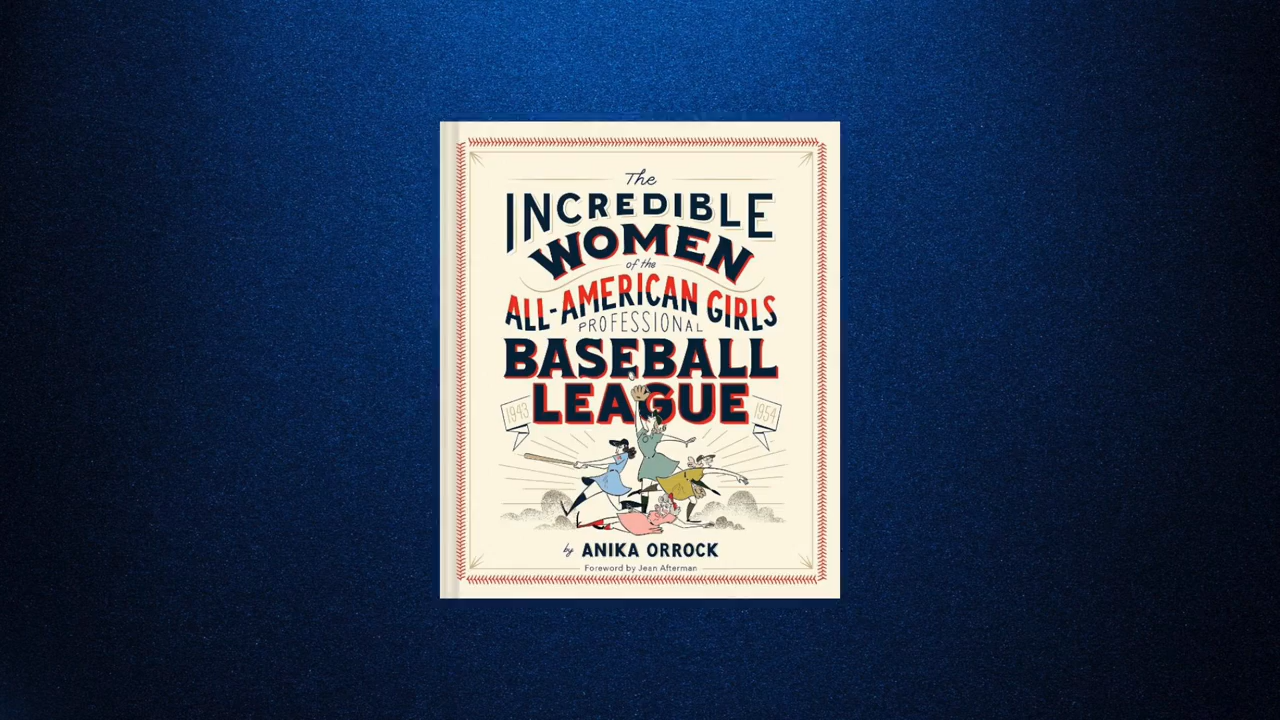 The
INCREDIBLE
WOMEN
of the
ALL-AMERICAN GIRLS
PROFESSIONAL
BASEBALL
LEAGUE
1943
1954
by ANIKA ORROCK
Foreword by Jean Afterman